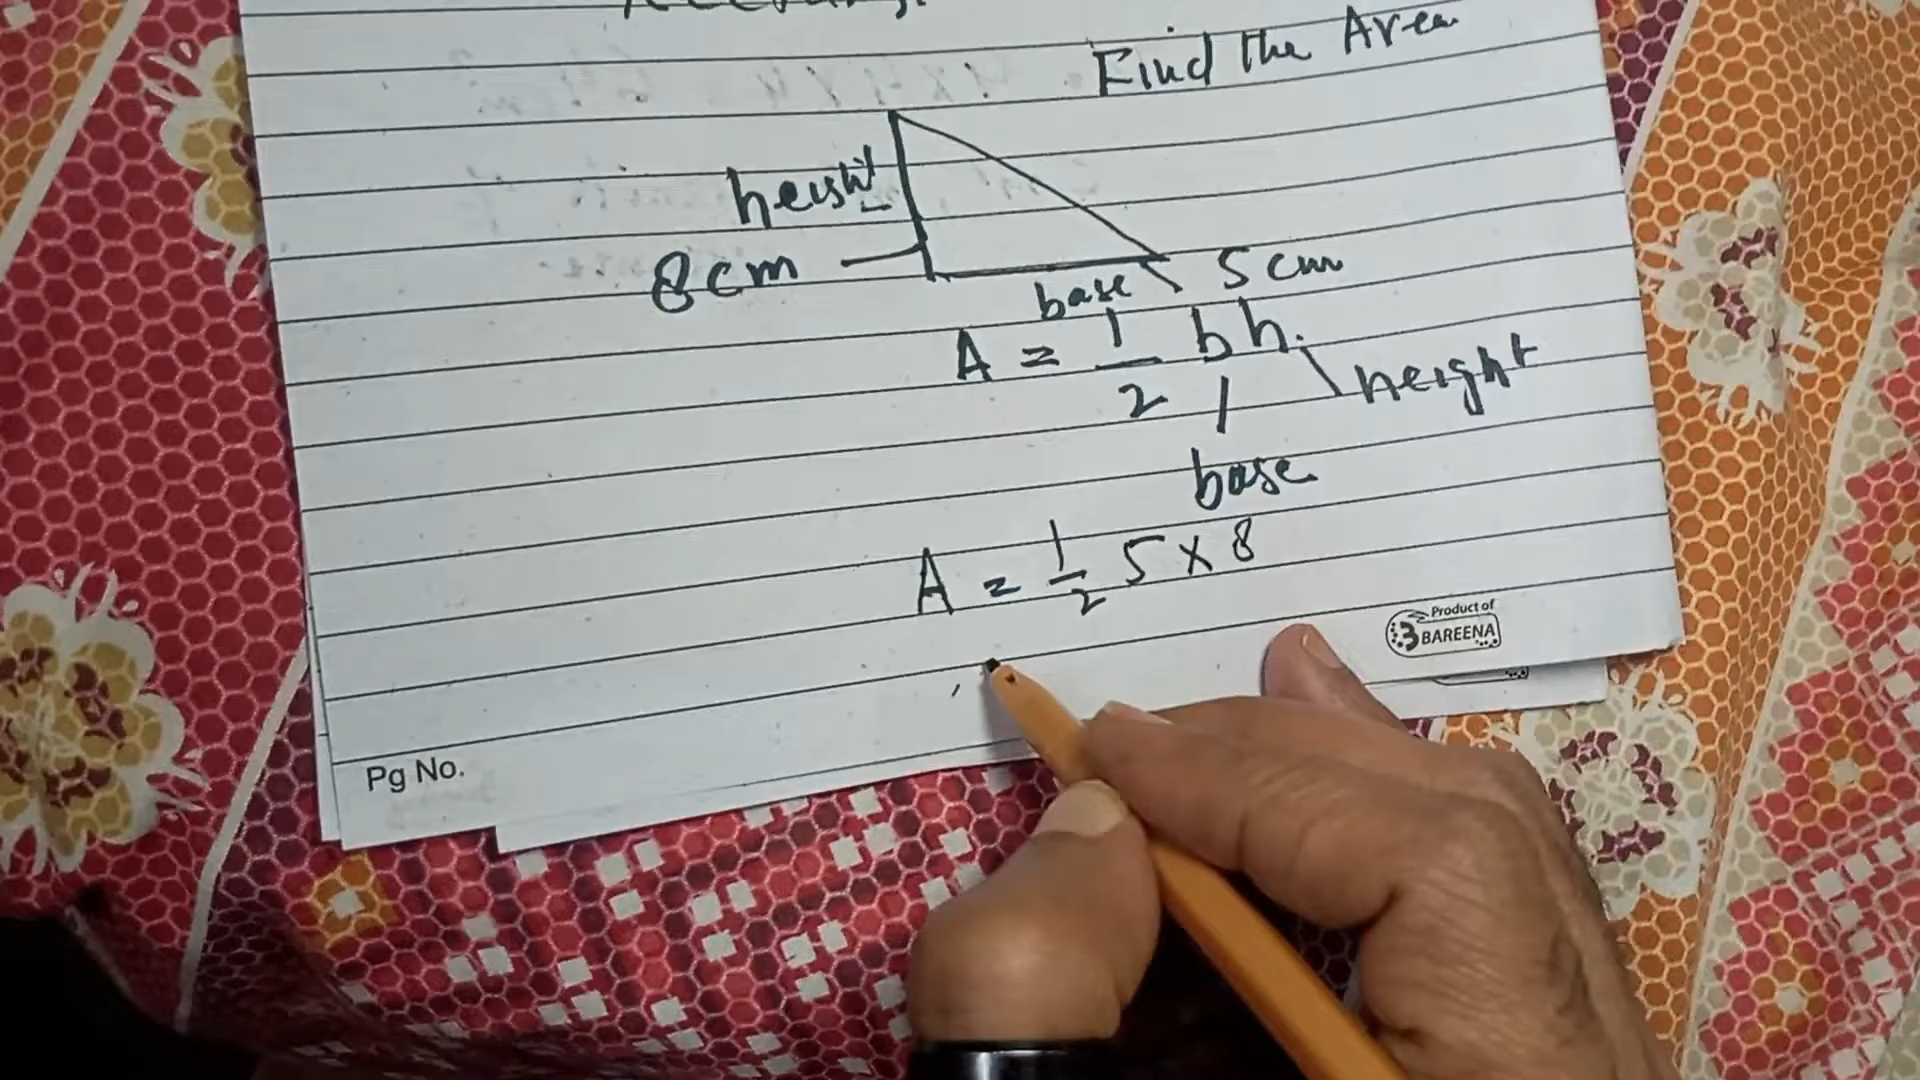 Find the Area
height
8cm
base 5 cm
A = 1/2 bh.
height
base
A = 1/2 5 x 8
Product of
3 BAREENA
Pg No.